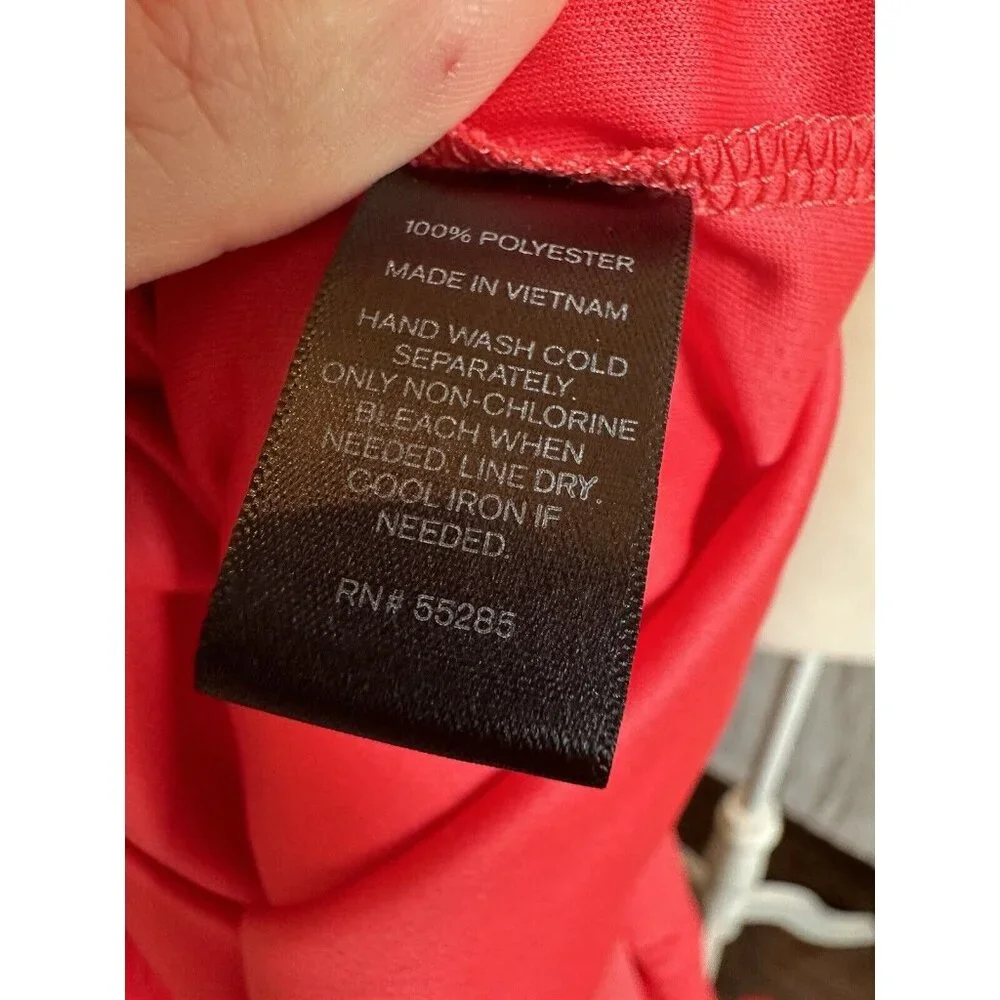 100% POLYESTER
MADE IN VIETNAM
HAND WASH COLD
SEPARATELY.
ONLY NON-CHLORINE
BLEACH WHEN
NEEDED. LINE DRY.
COOL IRON IF
NEEDED.
RN# 55285